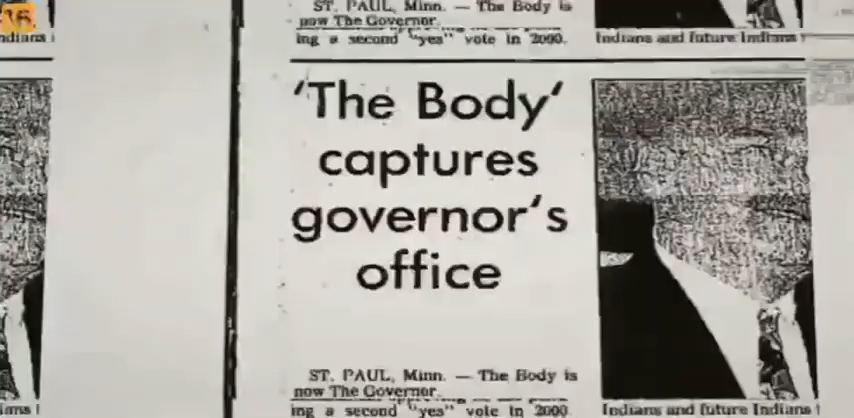 16.
ST. PAUL, Minn. — The Body is
now The Governor.
ing a second "yes" vote in 2000.
Indians and future Indians
'The Body'
captures
governor's
office
ST. PAUL, Minn. — The Body is
now The Governor.
ing a second "yes" vote in 2000.
Indians and future Indians